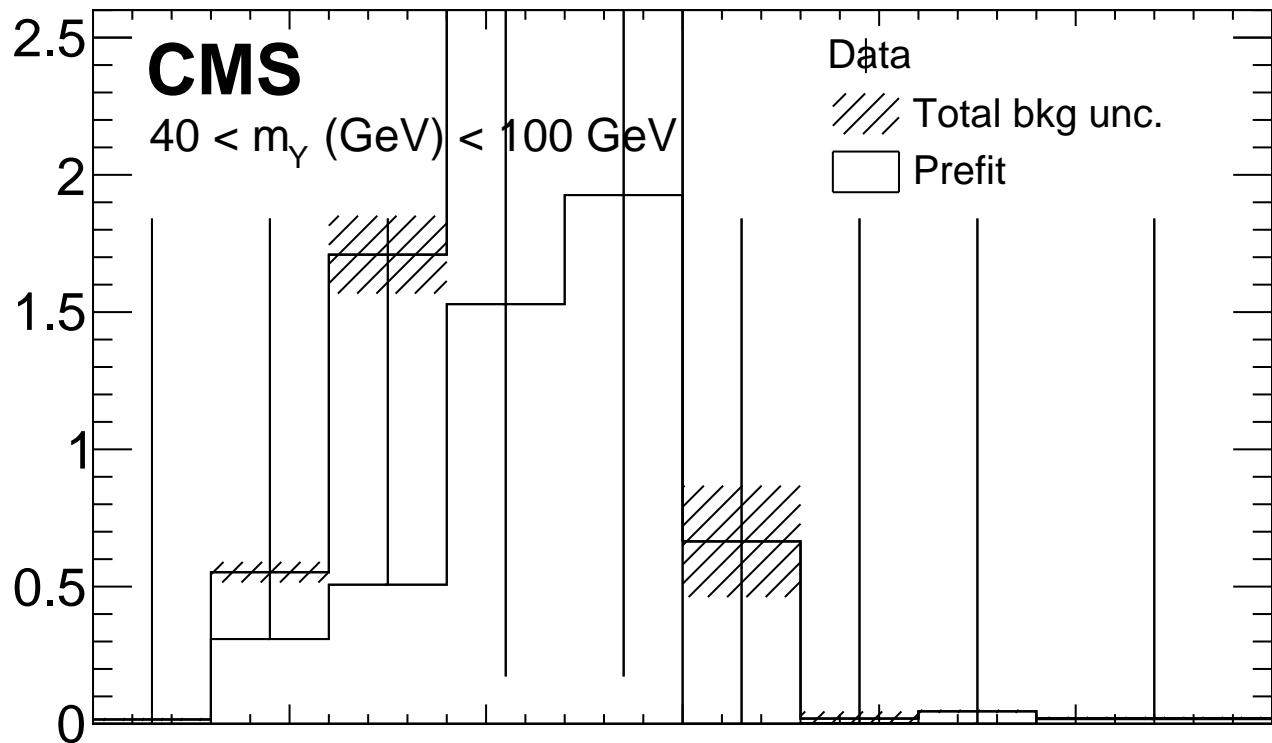 2.5
CMS
Data
40 < m_Y (GeV) < 100 GeV
Total bkg unc.
2
Prefit
1.5
1
0.5
0